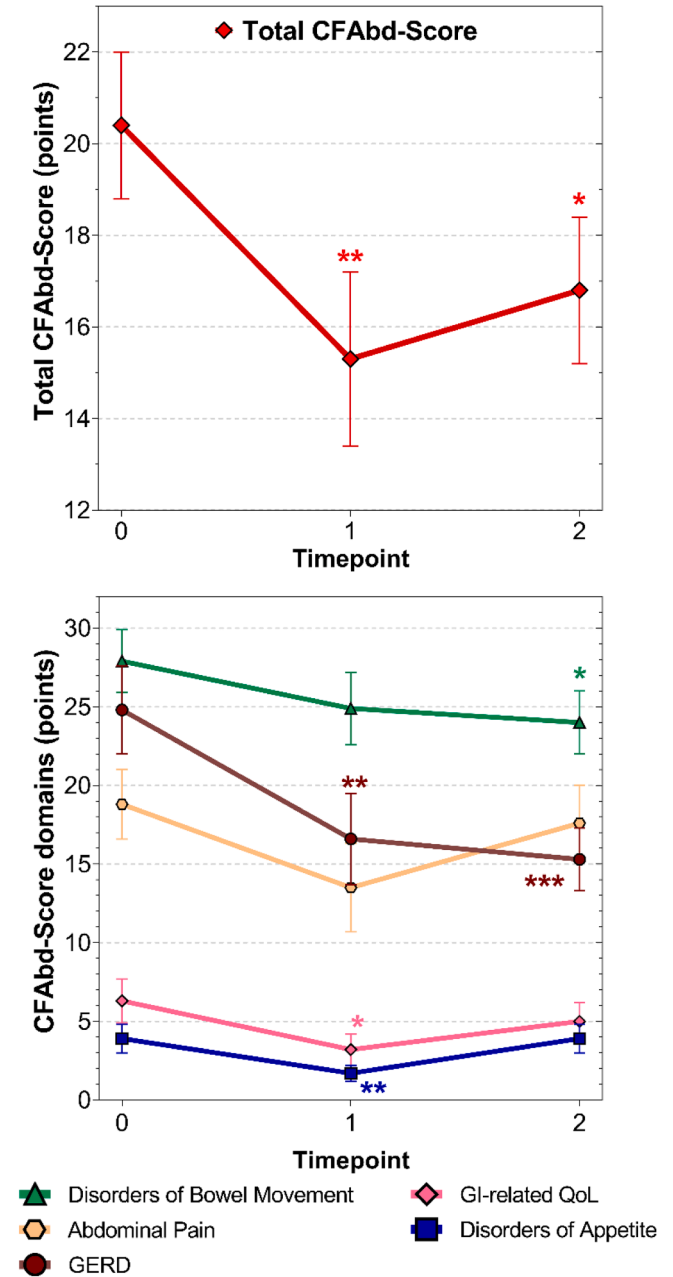 Total CFAbd-Score
Total CFAbd-Score (points)
22
20
18
16
14
12
**
*
0 1 2
Timepoint
CFAbd-Score domains (points)
30
25
20
15
10
5
0
*
**
***
*
**
0 1 2
Timepoint
Disorders of Bowel Movement
GI-related QoL
Abdominal Pain
Disorders of Appetite
GERD